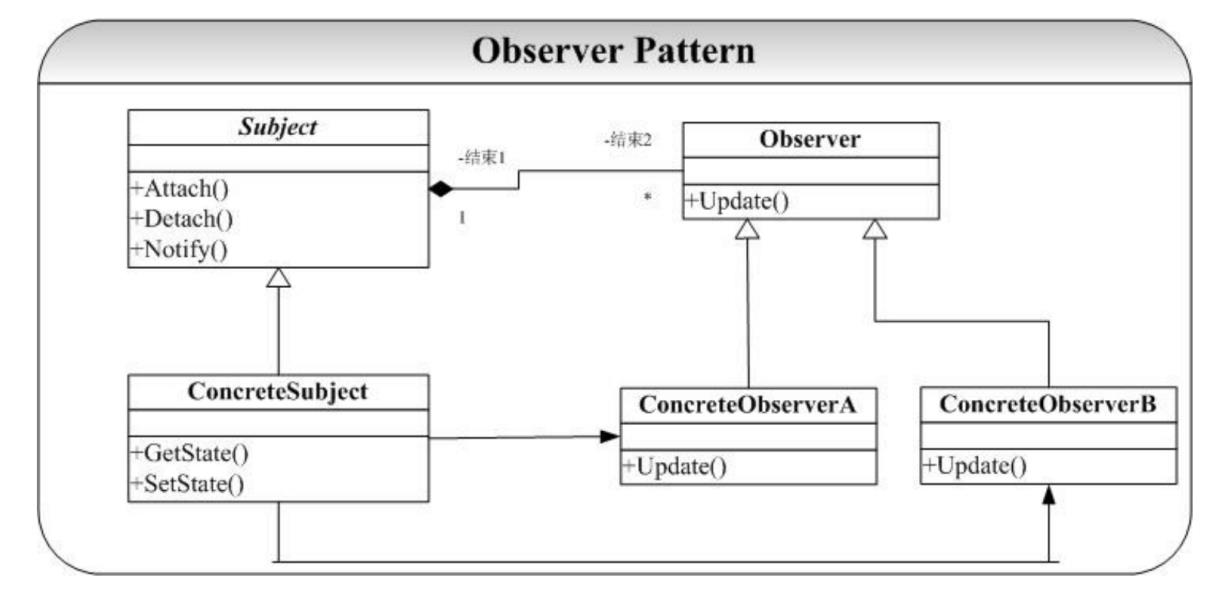 Observer Pattern
Subject
+Attach()
+Detach()
+Notify()
-结束1
1
-结束2
*
Observer
+Update()
ConcreteSubject
+GetState()
+SetState()
ConcreteObserverA
+Update()
ConcreteObserverB
+Update()